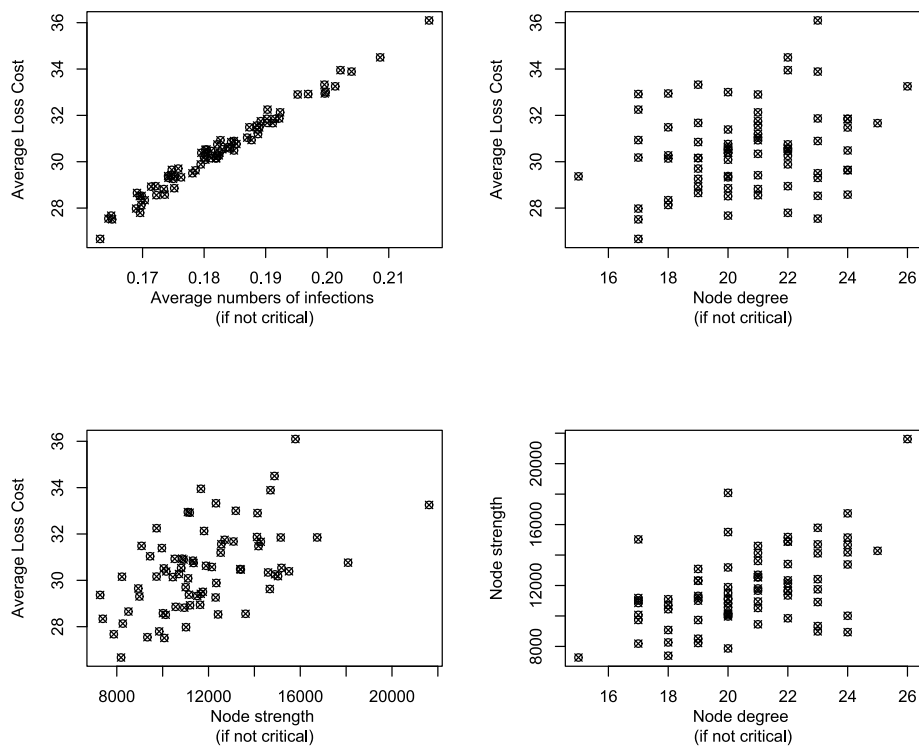 Average Loss Cost
36
34
32
30
28
0.17 0.18 0.19 0.20 0.21
Average numbers of infections
(if not critical)
Average Loss Cost
36
34
32
30
28
16 18 20 22 24 26
Node degree
(if not critical)
Average Loss Cost
36
34
32
30
28
8000 12000 16000 20000
Node strength
(if not critical)
Node strength
20000
16000
12000
8000
16 18 20 22 24 26
Node degree
(if not critical)